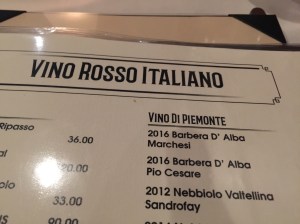 VINO ROSSO ITALIANO
Ripasso
36.00
20.00
33.00
90.00
VINO DI PIEMONTE
2016 Barbera D' Alba
Marchesi
2016 Barbera D' Alba
Pio Cesare
2012 Nebbiolo Valtellina
Sandrofay